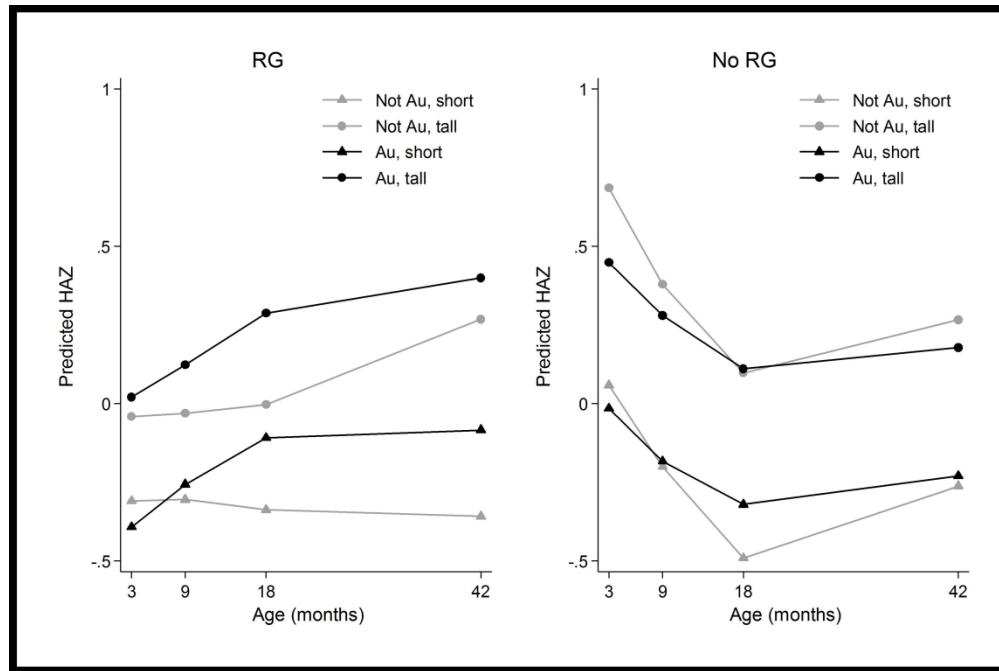 RG
1
.5
0
-.5
Predicted HAZ
Not Au, short
Not Au, tall
Au, short
Au, tall
3 9 18 42
Age (months)
No RG
1
.5
0
-.5
Predicted HAZ
Not Au, short
Not Au, tall
Au, short
Au, tall
3 9 18 42
Age (months)